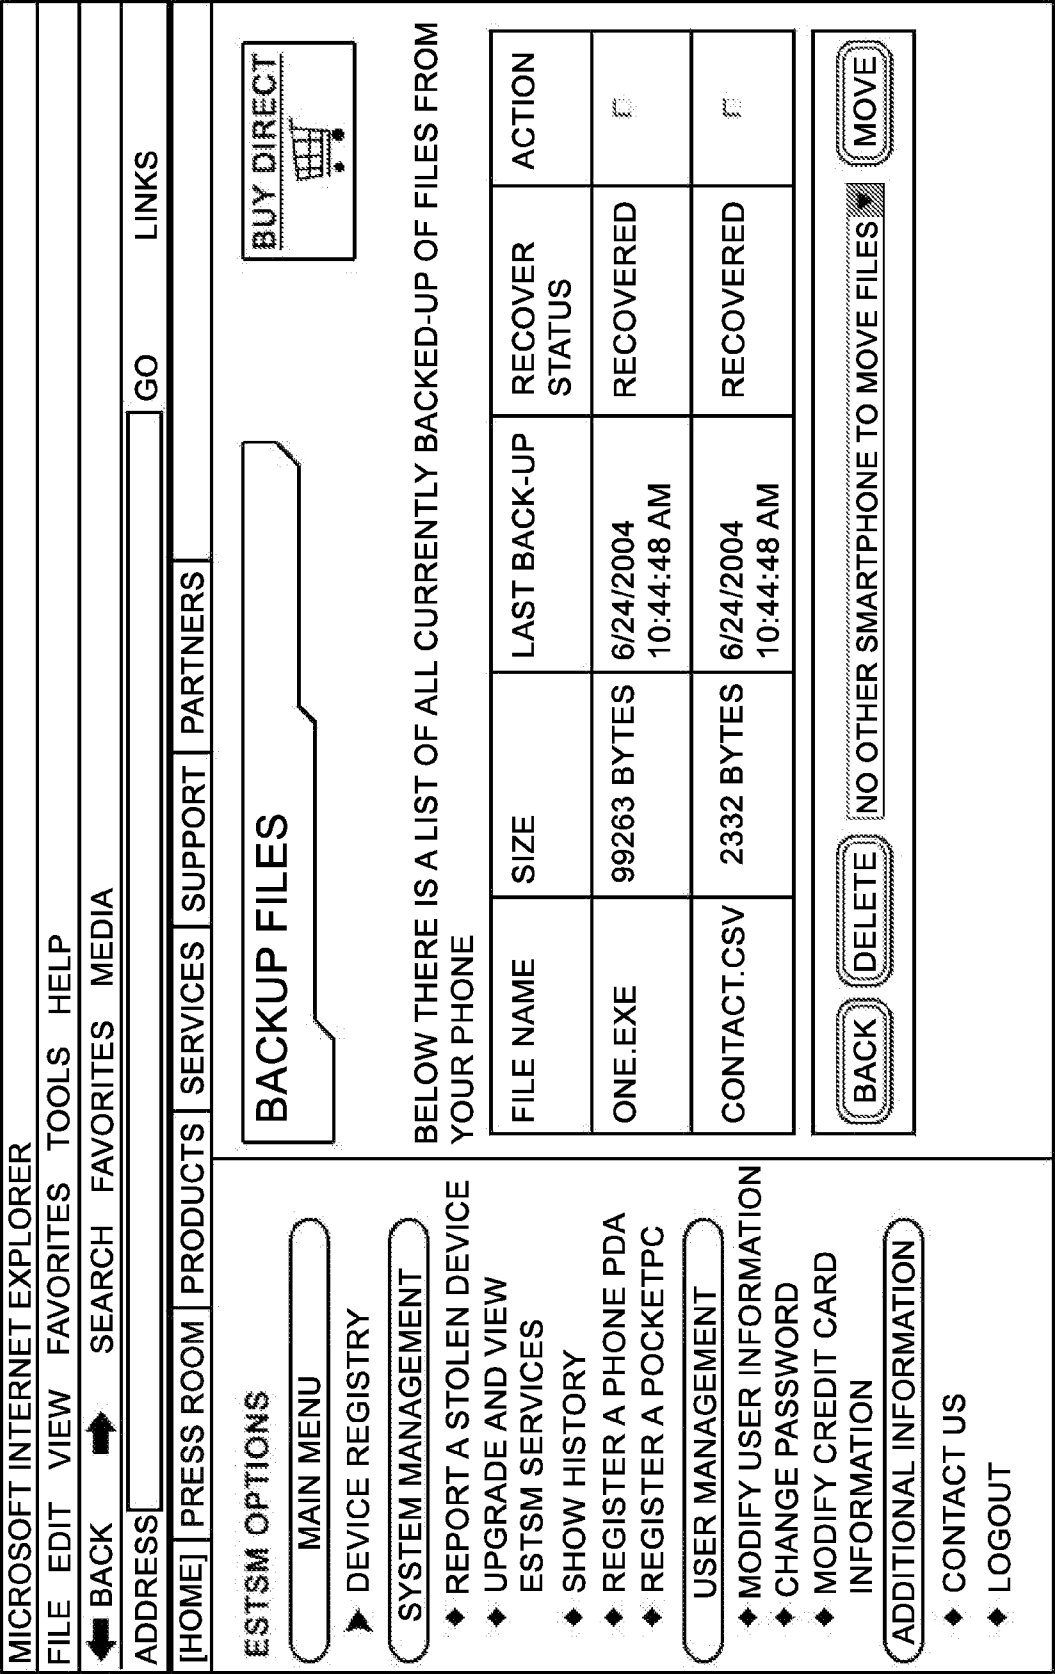 MICROSOFT INTERNET EXPLORER
FILE EDIT VIEW FAVORITES TOOLS HELP
BACK SEARCH FAVORITES MEDIA
ADDRESS GO LINKS
[HOME] PRESS ROOM PRODUCTS SERVICES SUPPORT PARTNERS
ESTSM OPTIONS
MAIN MENU
DEVICE REGISTRY
SYSTEM MANAGEMENT
REPORT A STOLEN DEVICE
UPGRADE AND VIEW
ESTSM SERVICES
SHOW HISTORY
REGISTER A PHONE PDA
REGISTER A POCKETPC
USER MANAGEMENT
MODIFY USER INFORMATION
CHANGE PASSWORD
MODIFY CREDIT CARD
INFORMATION
ADDITIONAL INFORMATION
CONTACT US
LOGOUT
BACKUP FILES
BUY DIRECT
BELOW THERE IS A LIST OF ALL CURRENTLY BACKED-UP OF FILES FROM
YOUR PHONE
FILE NAME SIZE LAST BACK-UP RECOVER ACTION
STATUS
ONE.EXE 99263 BYTES 6/24/2004 RECOVERED
10:44:48 AM
CONTACT.CSV 2332 BYTES 6/24/2004 RECOVERED
10:44:48 AM
BACK DELETE NO OTHER SMARTPHONE TO MOVE FILES MOVE